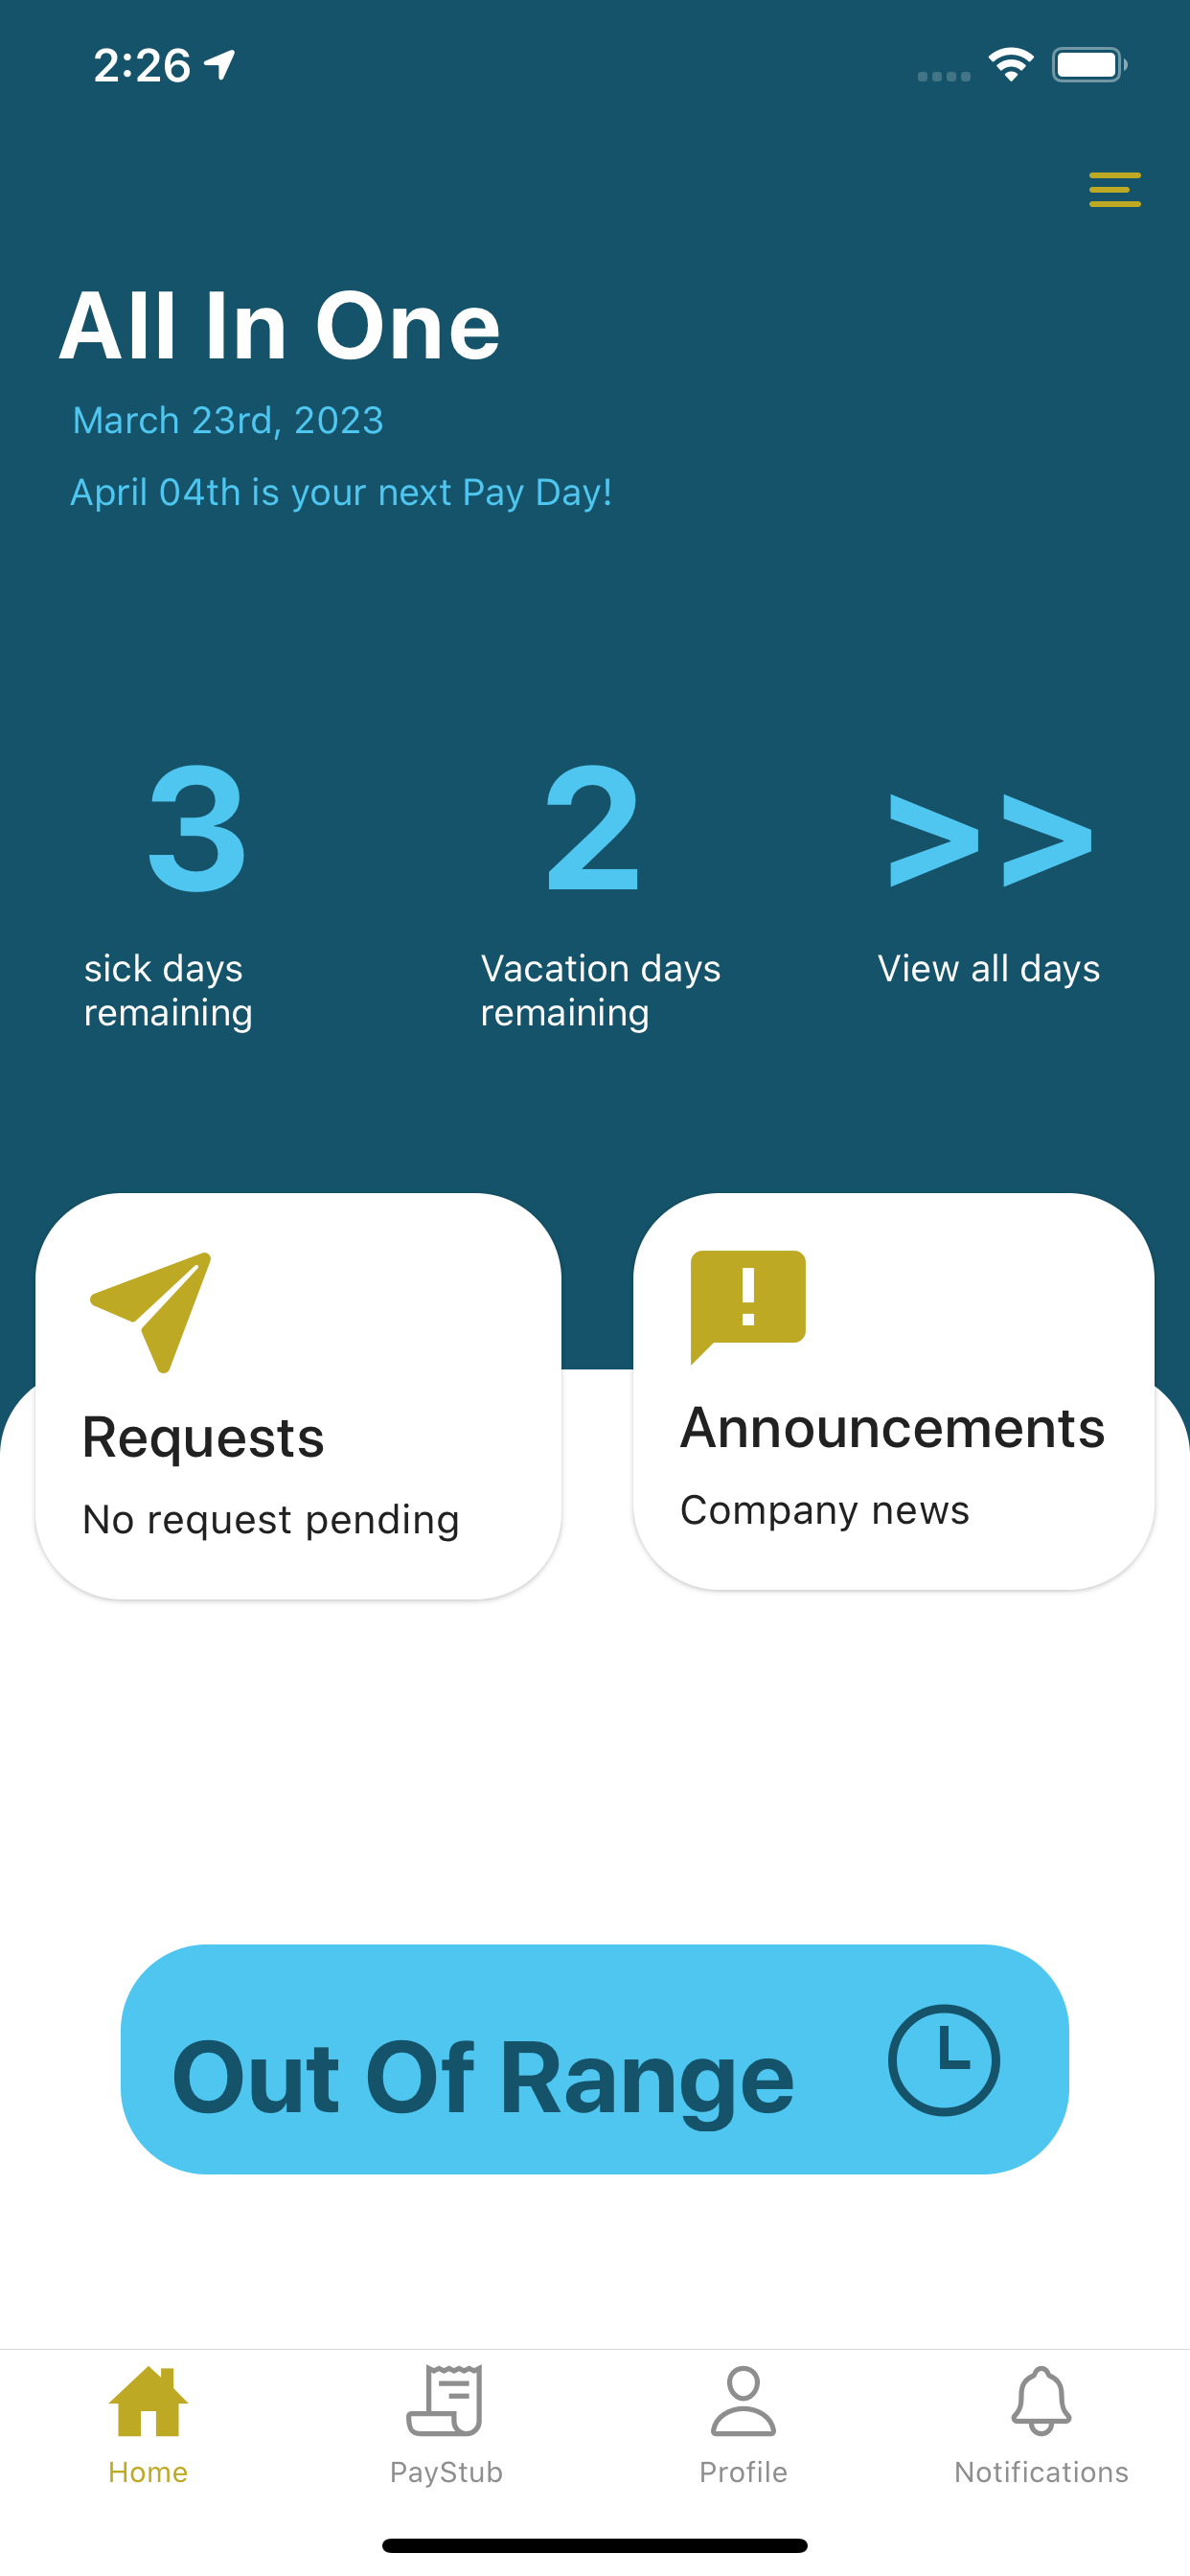 2:26
All In One
March 23rd, 2023
April 04th is your next Pay Day!
3
2
>>
sick days
remaining
Vacation days
remaining
View all days
Requests
No request pending
Announcements
Company news
Out Of Range
Home
PayStub
Profile
Notifications